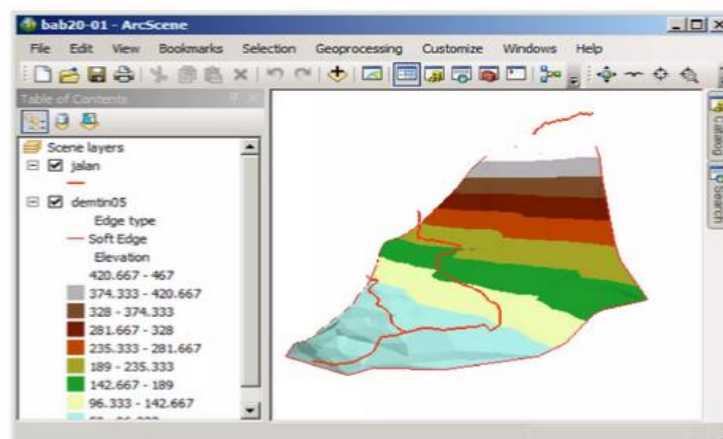 bab20-01 - ArcScene
File Edit View Bookmarks Selection Geoprocessing Customize Windows Help
Table of Contents
Scene layers
jalan
demtin05
Edge type
Soft Edge
Elevation
420.667 - 467
374.333 - 420.667
328 - 374.333
281.667 - 328
235.333 - 281.667
189 - 235.333
142.667 - 189
96.333 - 142.667
Catalog
Search